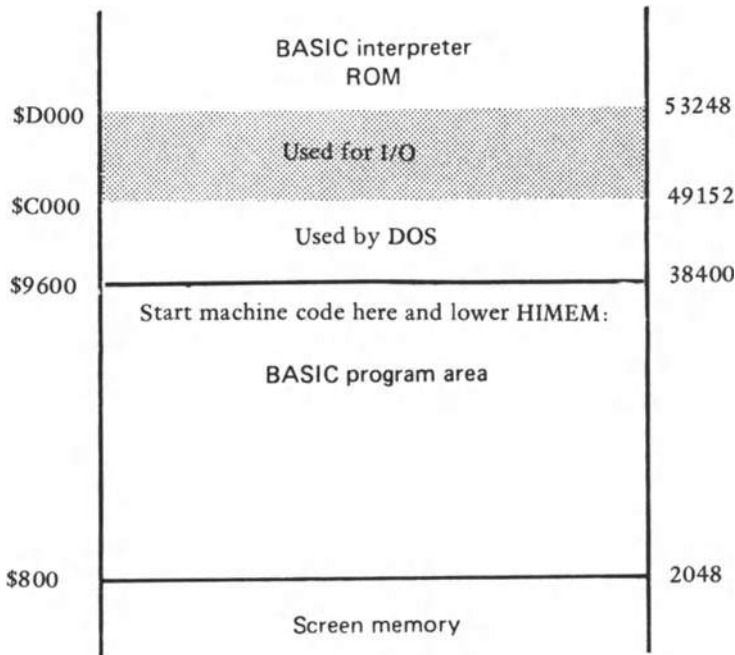 BASIC interpreter
ROM
$D000
53248
Used for I/O
$C000
49152
Used by DOS
$9600
38400
Start machine code here and lower HIMEM:
BASIC program area
$800
2048
Screen memory